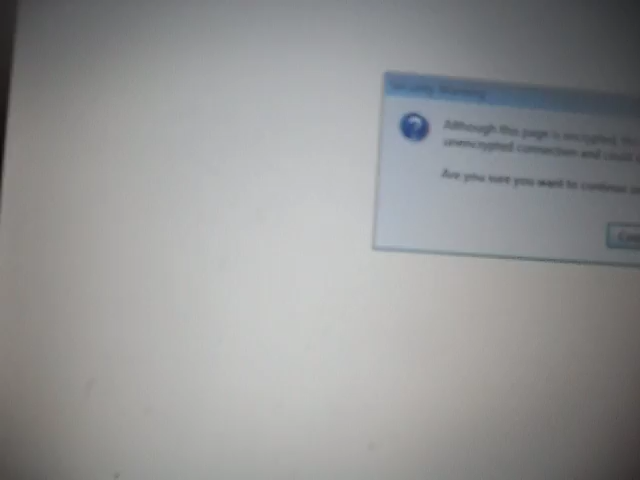 Security Warning
Although this page is encrypted, the
unencrypted connection and could
Are you sure you want to continue